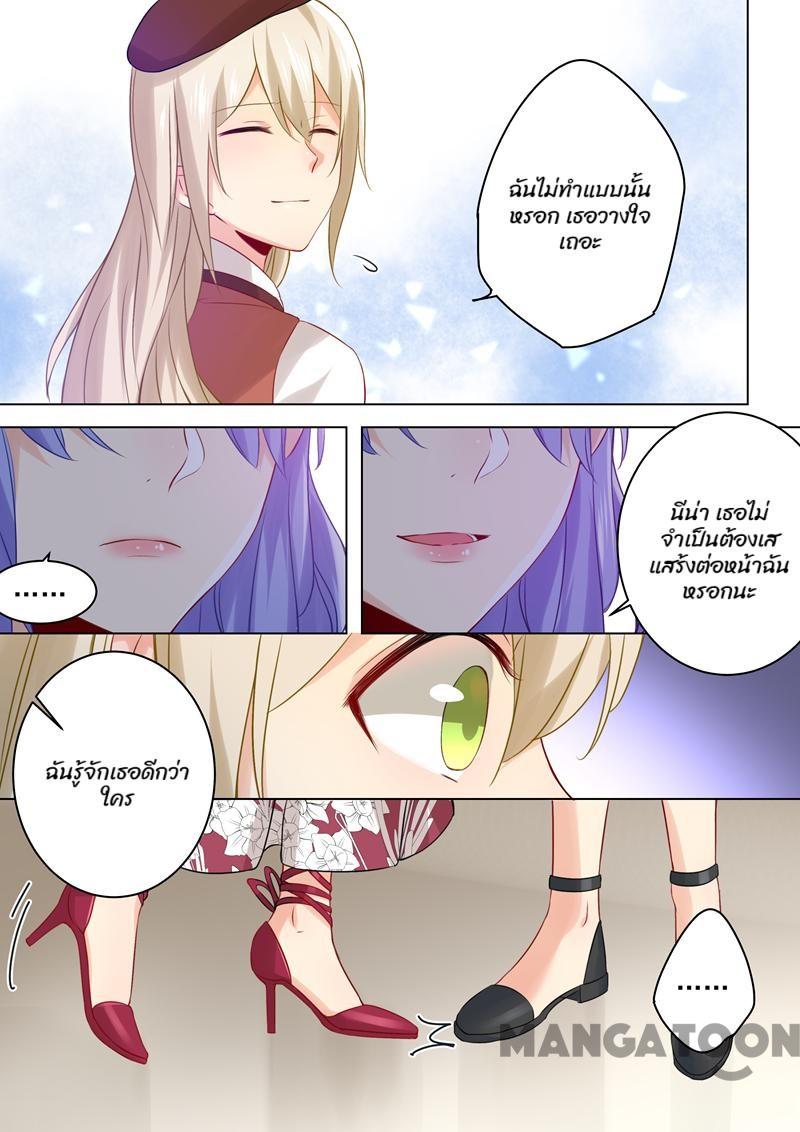 ฉันไม่ทำแบบนั้น
หรอก เธอวางใจ
เถอะ
นีน่า เธอไม่
จำเป็นต้องเส
แสร้งต่อหน้าฉัน
หรอกนะ
......
ฉันรู้จักเธอดีกว่า
ใคร
......
MANGATOON